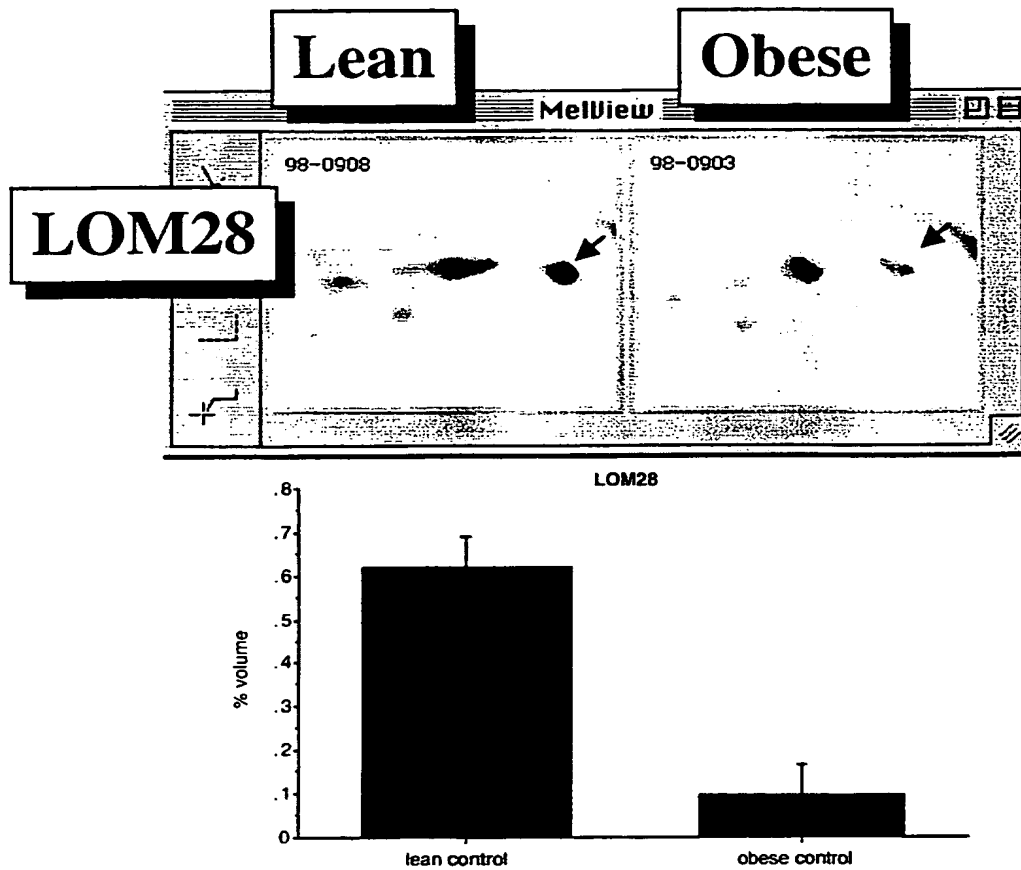 Lean
Obese
MelView
98-0908
98-0903
LOM28
LOM28
.8
.7
.6
.5
.4
.3
.2
.1
0
% volume
lean control
obese control